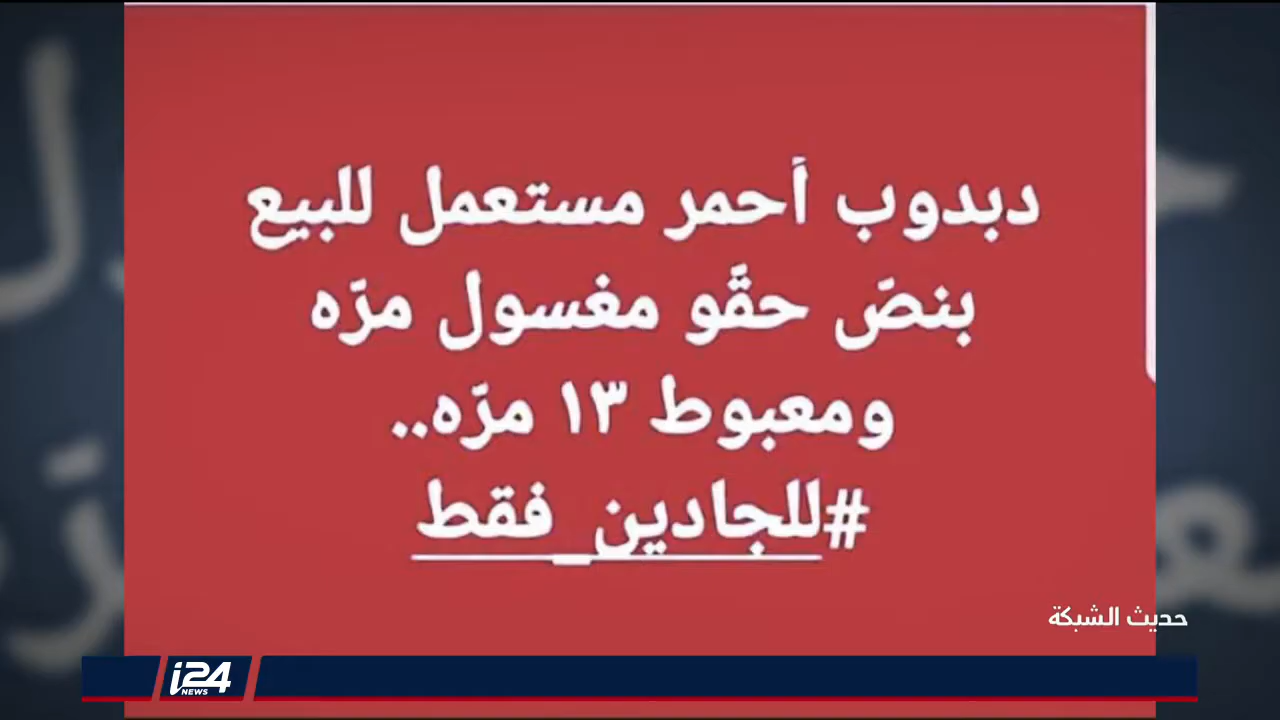 دبدوب أحمر مستعمل للبيع
بنصّ حقّو مغسول مرّه
ومعبوط ١٣ مرّه..
#للجادين_فقط
حديث الشبكة
i24
NEWS